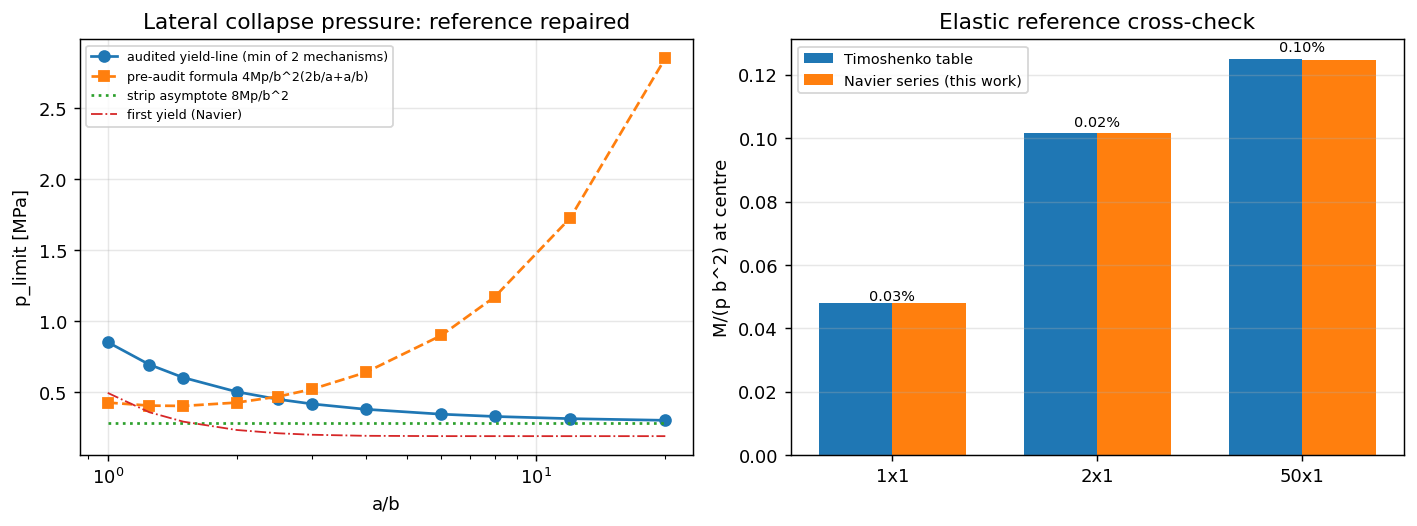 Lateral collapse pressure: reference repaired
audited yield-line (min of 2 mechanisms)
pre-audit formula 4Mp/b^2(2b/a+a/b)
strip asymptote 8Mp/b^2
first yield (Navier)
p_limit [MPa]
2.5
2.0
1.5
1.0
0.5
10^0
10^1
a/b
Elastic reference cross-check
Timoshenko table
Navier series (this work)
M/(p b^2) at centre
0.12
0.10
0.08
0.06
0.04
0.02
0.00
0.03%
0.02%
0.10%
1x1
2x1
50x1